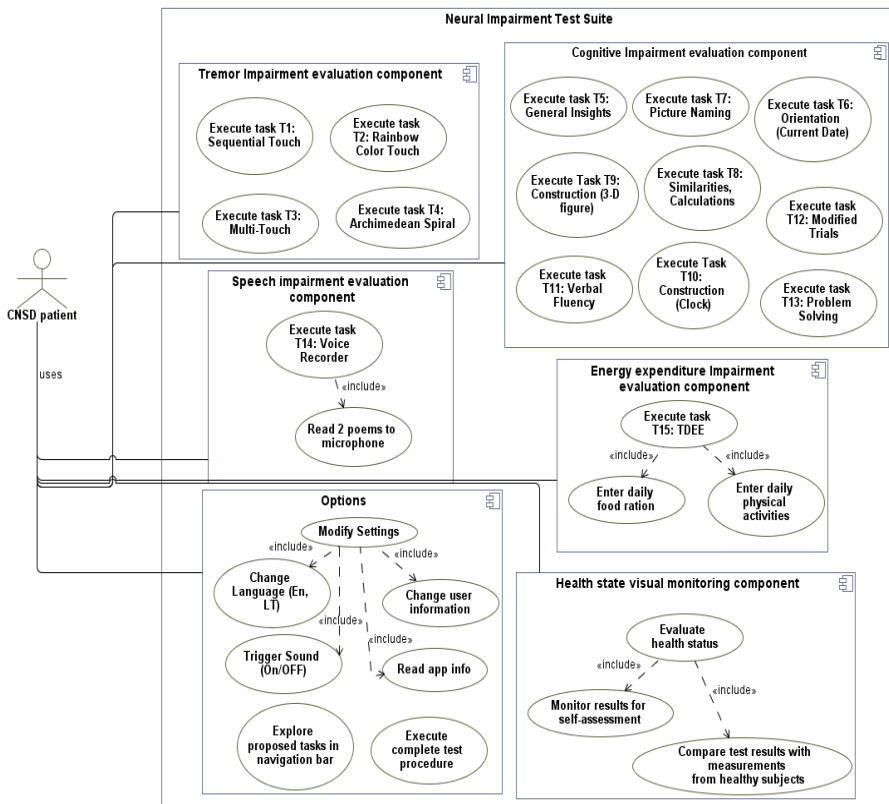 Neural Impairment Test Suite
Tremor Impairment evaluation component
Execute task T1:
Sequential Touch
Execute task
T2: Rainbow
Color Touch
Execute task T3:
Multi-Touch
Execute task T4:
Archimedean Spiral
Cognitive Impairment evaluation component
Execute task T5:
General Insights
Execute task T7:
Picture Naming
Execute task T6:
Orientation
(Current Date)
Execute Task T9:
Construction (3-D
figure)
Execute task T8:
Similarities,
Calculations
Execute task
T12: Modified
Trials
Execute task
T11: Verbal
Fluency
Execute Task
T10:
Construction
(Clock)
Execute task
T13: Problem
Solving
CNSD patient
uses
Speech impairment evaluation
component
Execute task
T14: Voice
Recorder
«include»
Read 2 poems to
microphone
Energy expenditure Impairment
evaluation component
Execute task
T15: TDEE
«include»
«include»
Enter daily
food ration
Enter daily
physical
activities
Options
Modify Settings
«include»
«include»
Change
Language (En,
LT)
Change user
information
«include»
«include»
Trigger Sound
(On/OFF)
Read app info
Explore
proposed tasks in
navigation bar
Execute
complete test
procedure
Health state visual monitoring component
Evaluate
health status
«include»
«include»
Monitor results for
self-assessment
Compare test results with
measurements
from healthy subjects